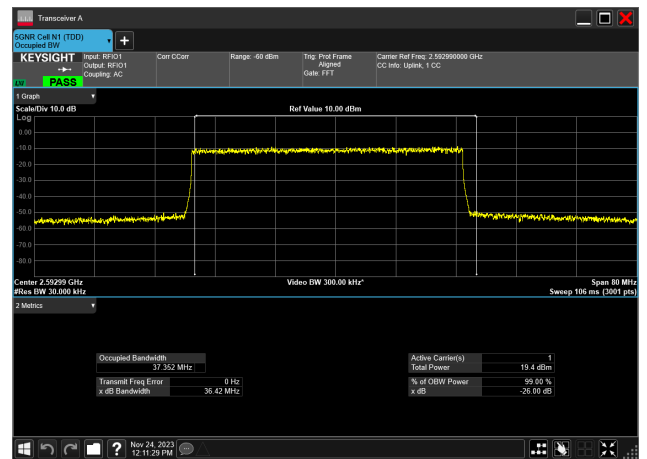 Transceiver A
5GNR Cell N1 (TDD)
Occupied BW
KEYSIGHT
Input: RFIO1
Output: RFIO1
Coupling: AC
Corr CCorr
Range: -60 dBm
Trig: Prot Frame
Aligned
Gate: FFT
Carrier Ref Freq: 2.592990000 GHz
CC Info: Uplink, 1 CC
PASS
1 Graph
Scale/Div 10.0 dB
Ref Value 10.00 dBm
Log
0.00
-10.0
-20.0
-30.0
-40.0
-50.0
-60.0
-70.0
-80.0
Center 2.59299 GHz
Video BW 300.00 kHz*
Span 80 MHz
#Res BW 30.000 kHz
Sweep 106 ms (3001 pts)
2 Metrics
Occupied Bandwidth
37.352 MHz
Active Carrier(s) 1
Total Power 19.4 dBm
Transmit Freq Error 0 Hz
x dB Bandwidth 36.42 MHz
% of OBW Power 99.00 %
x dB -26.00 dB
Nov 24, 2023
12:11:29 PM